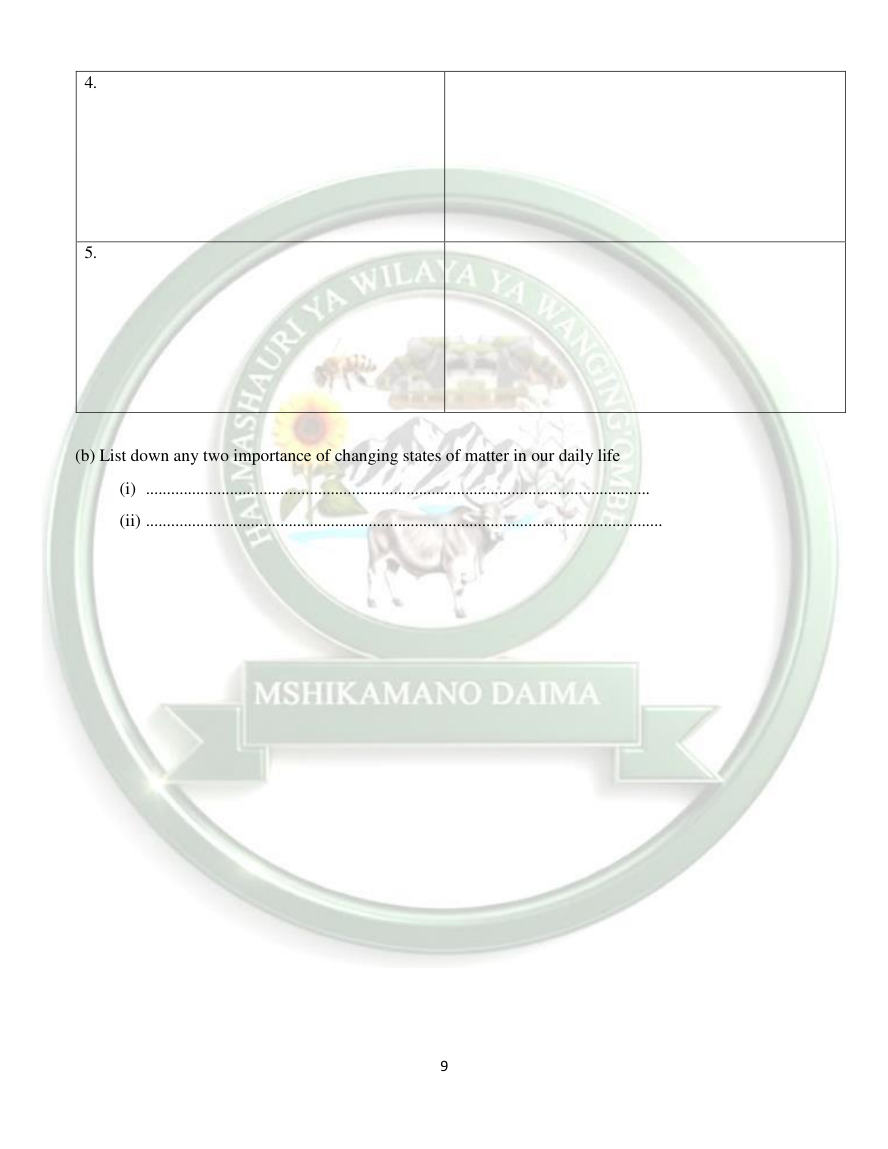 4.
5.
HALMASHAURI YA WILAYA YA WANGING'OMBE
(b) List down any two importance of changing states of matter in our daily life
(i) .........................................................................................................................
(ii) ............................................................................................................................
MSHIKAMANO DAIMA
9